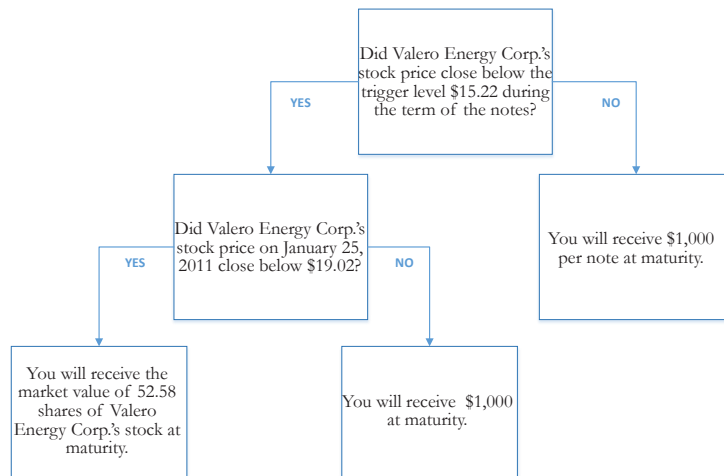 Did Valero Energy Corp.'s
stock price close below the
trigger level $15.22 during
the term of the notes?
YES
NO
Did Valero Energy Corp.'s
stock price on January 25,
2011 close below $19.02?
You will receive $1,000
per note at maturity.
YES
NO
You will receive the
market value of 52.58
shares of Valero
Energy Corp.'s stock at
maturity.
You will receive $1,000
at maturity.